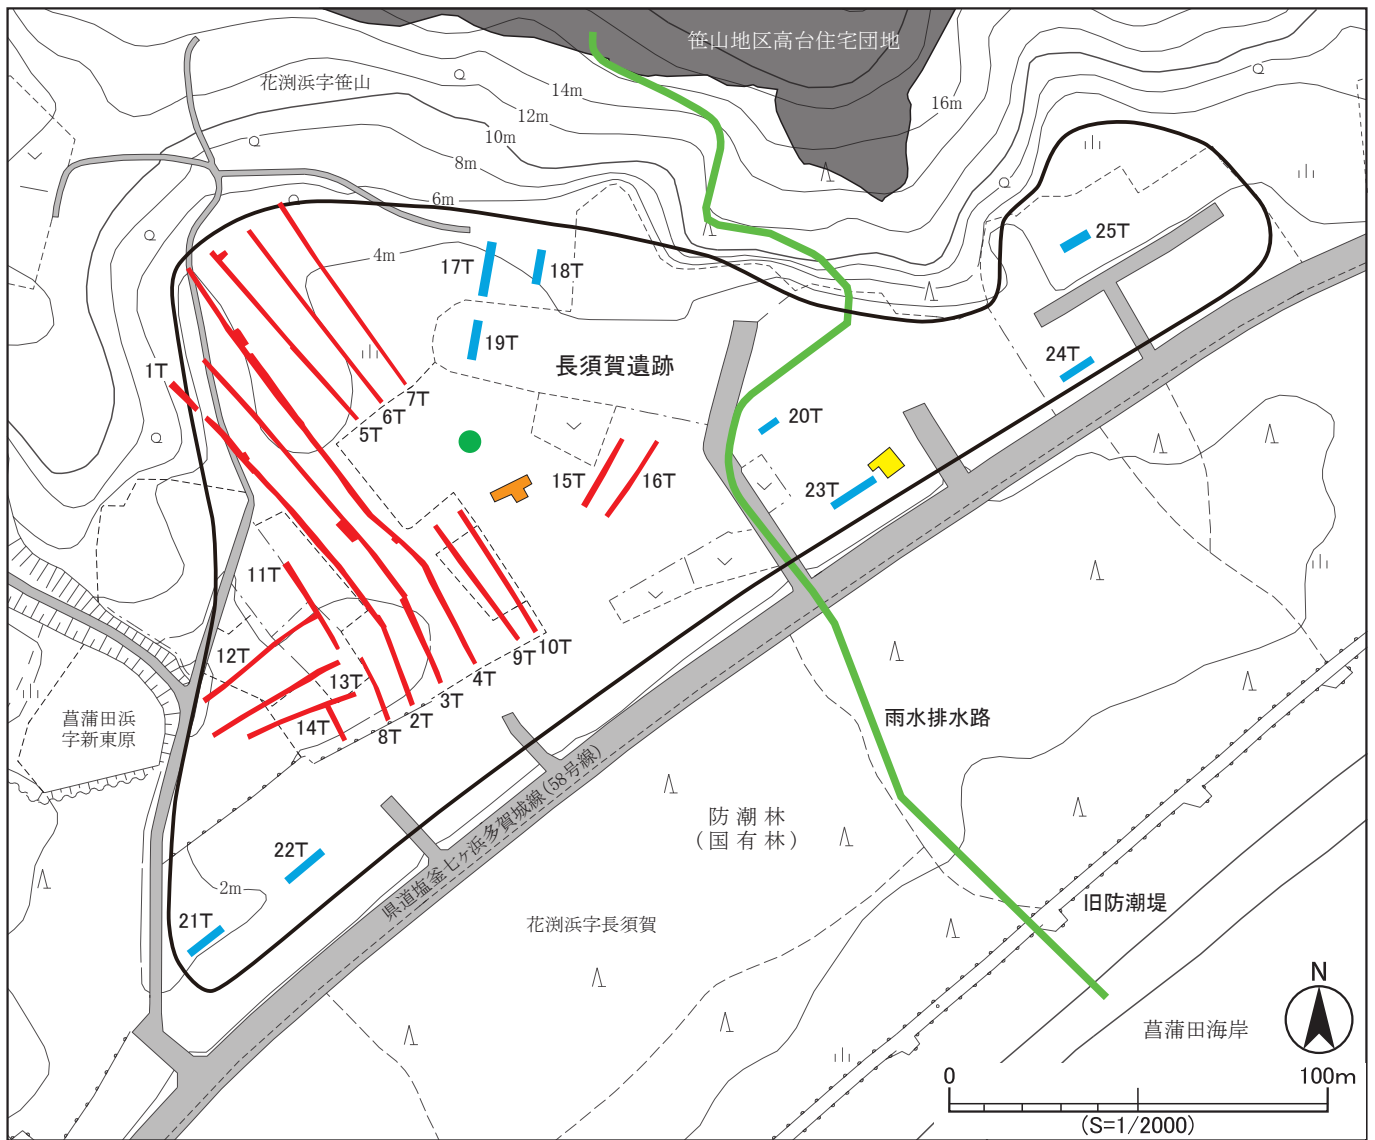 笹山地区高台住宅団地
花渕浜字笹山
14m
12m
10m
8m
6m
4m
16m
17T
18T
19T
25T
24T
1T
長須賀遺跡
7T
6T
5T
20T
15T
16T
23T
11T
12T
13T
14T
10T
9T
4T
3T
2T
8T
菖蒲田浜
字新東原
雨水排水路
県道塩釜七ヶ浜多賀城線(58号線)
防潮林
(国有林)
22T
2m
21T
花渕浜字長須賀
旧防潮堤
菖蒲田海岸
N
0 100m
(S=1/2000)